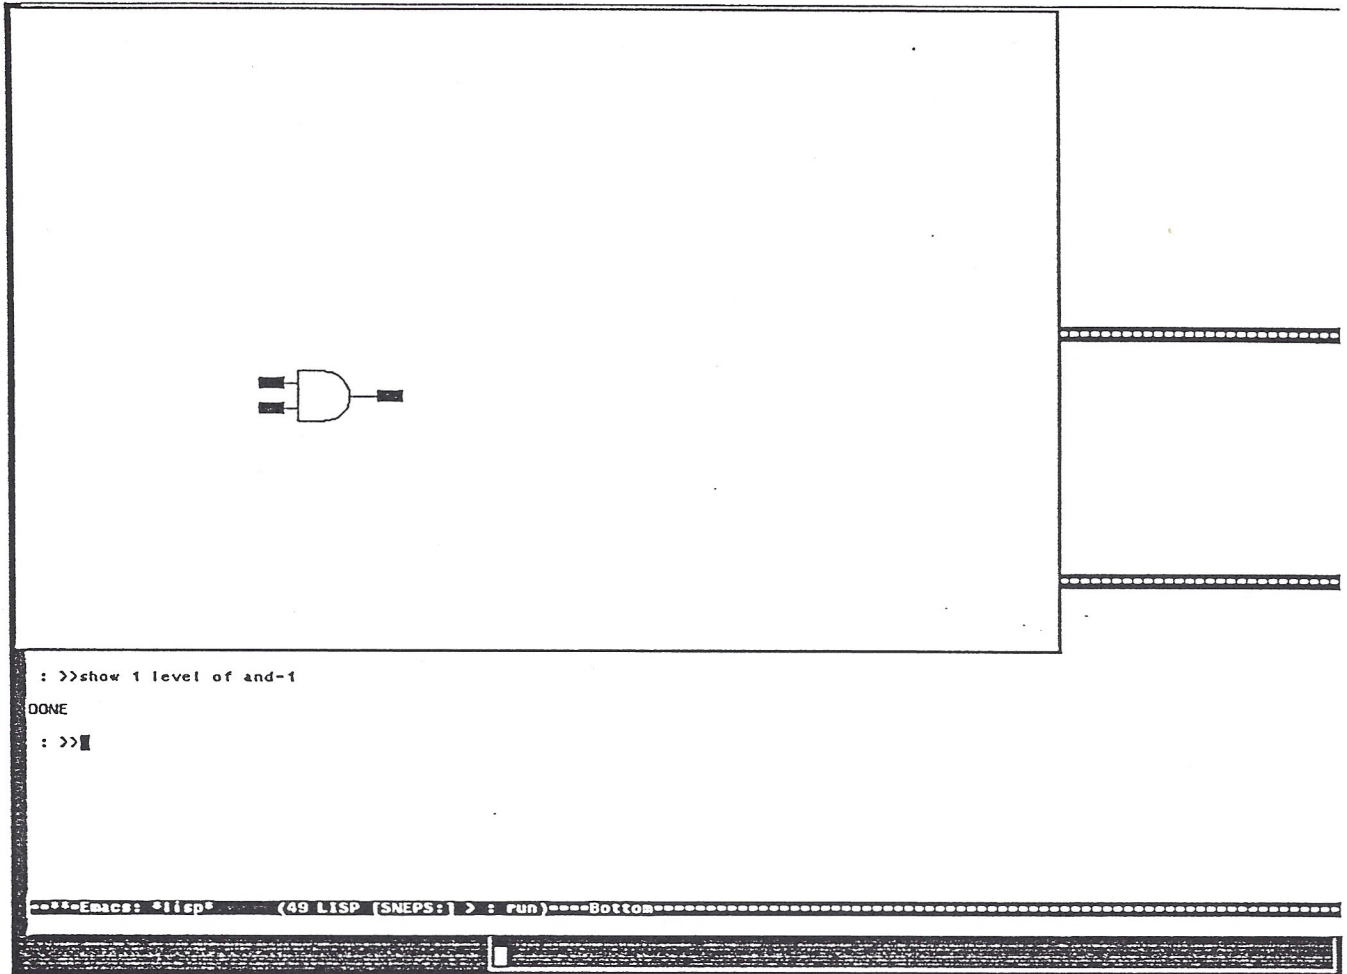 : >>show 1 level of and-1
DONE
: >>
--**-Emacs: *lisp* (49 LISP [SNEPS:] > : run)----Bottom